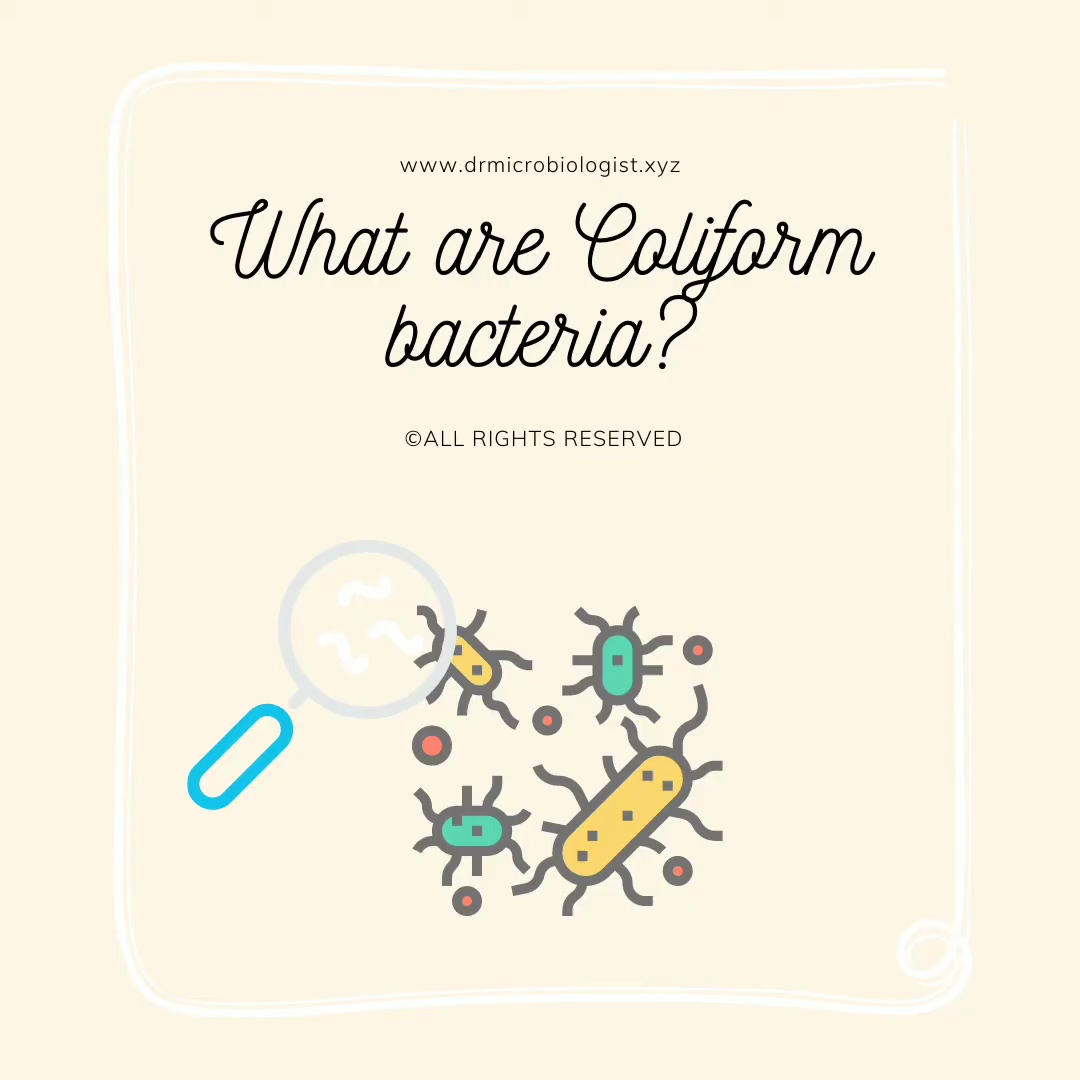 www.drmicrobiologist.xyz
What are Coliform
bacteria?
©ALL RIGHTS RESERVED